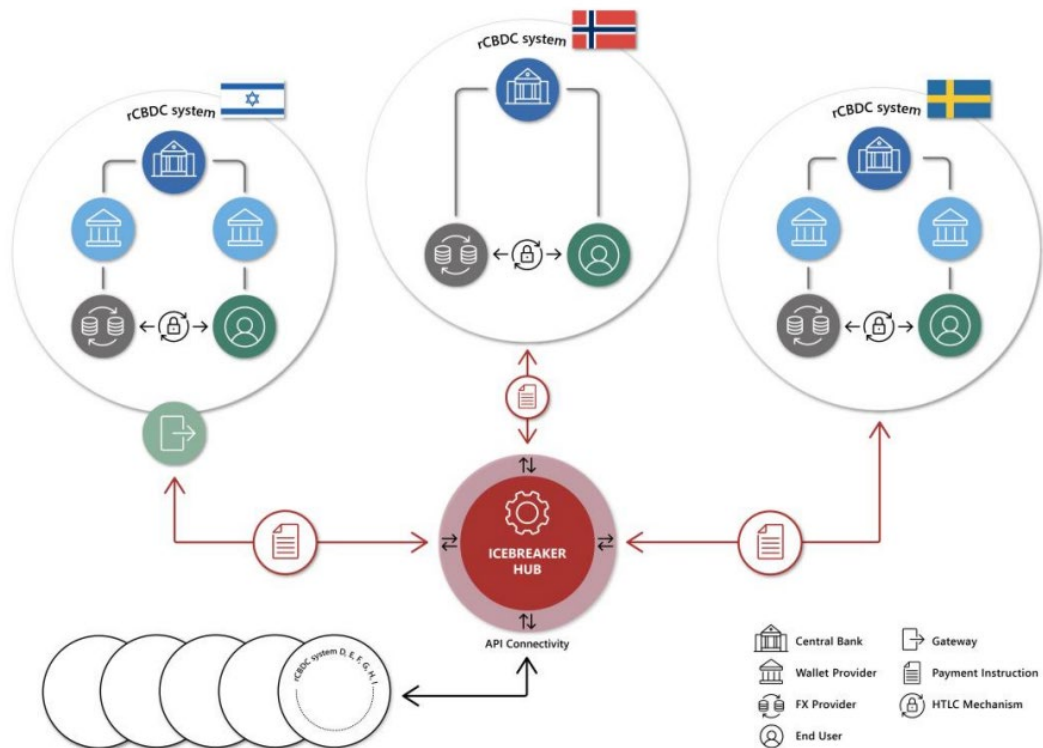 rCBDC system
rCBDC system
rCBDC system
ICEBREAKER
HUB
API Connectivity
rCBDC system D, E, F, G, H, I
Central Bank
Gateway
Wallet Provider
Payment Instruction
FX Provider
HTLC Mechanism
End User